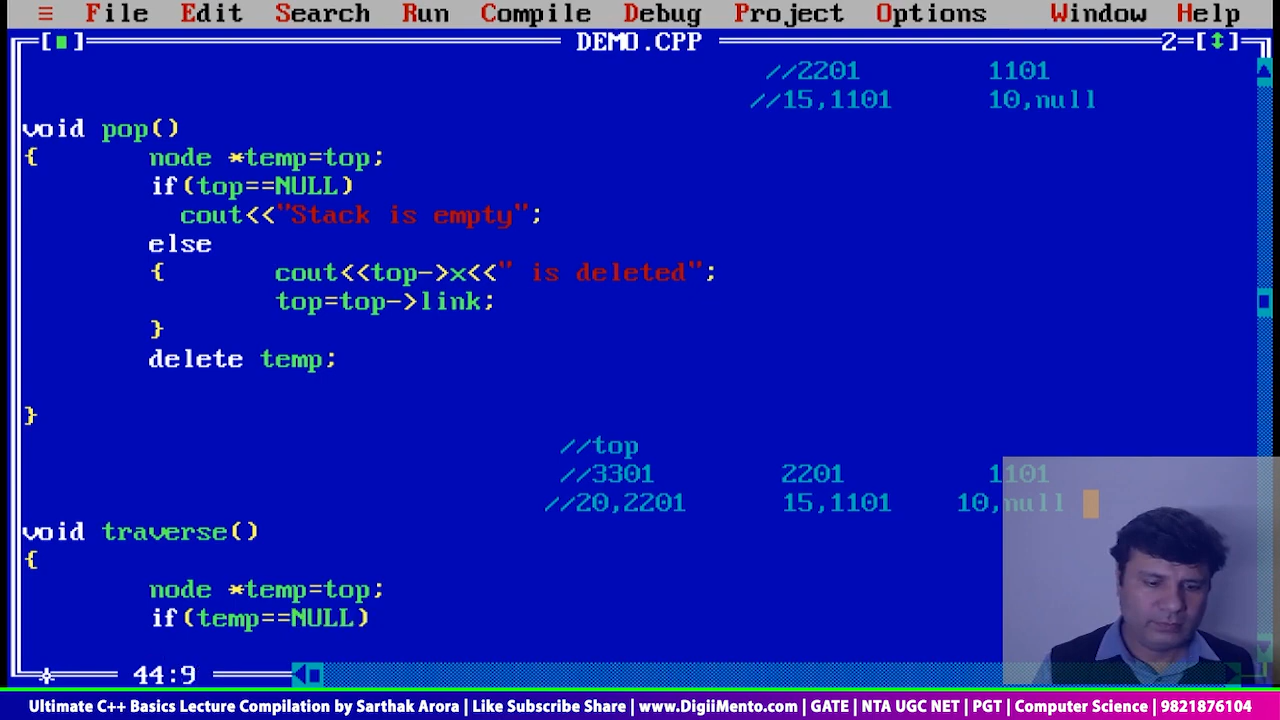 ≡ File Edit Search Run Compile Debug Project Options Window Help
[■] DEMO.CPP 2=[↕]
//2201 1101
//15,1101 10,null
void pop()
{ node *temp=top;
if(top==NULL)
cout<<"Stack is empty";
else
{ cout<<top->x<<" is deleted";
top=top->link;
}
delete temp;
}
//top
//3301 2201 1101
//20,2201 15,1101 10,null
void traverse()
{
node *temp=top;
if(temp==NULL)
44:9
Ultimate C++ Basics Lecture Compilation by Sarthak Arora | Like Subscribe Share | www.DigiiMento.com | GATE | NTA UGC NET | PGT | Computer Science | 9821876104